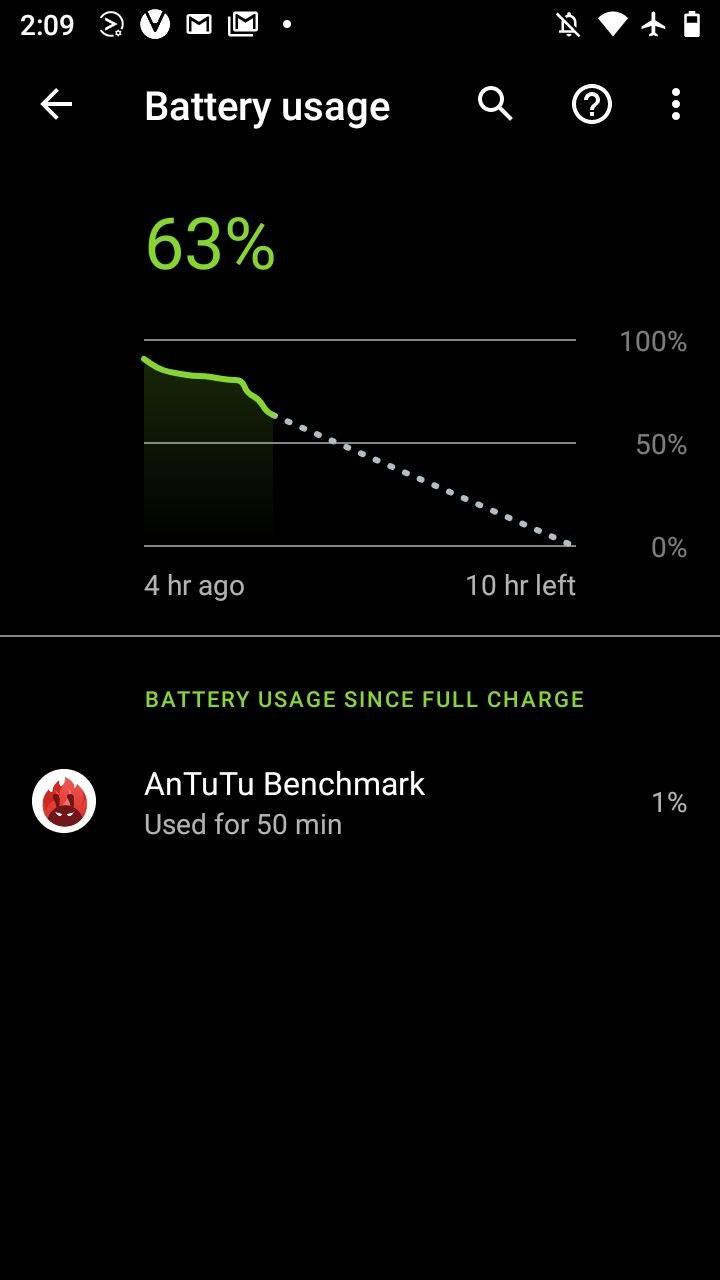 2:09
Battery usage
63%
100%
50%
0%
4 hr ago
10 hr left
BATTERY USAGE SINCE FULL CHARGE
AnTuTu Benchmark
1%
Used for 50 min